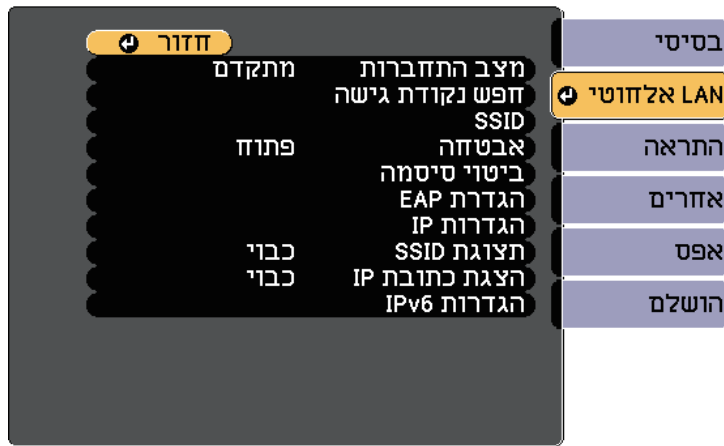 בסיסי
LAN אלחוטי
התראה
אחרים
אפס
הושלם
חזור
מצב התחברות מתקדם
חפש נקודת גישה
SSID
אבטחה פתוח
ביטוי סיסמה
הגדרת EAP
הגדרות IP
תצוגת SSID כבוי
הצגת כתובת IP כבוי
הגדרות IPv6